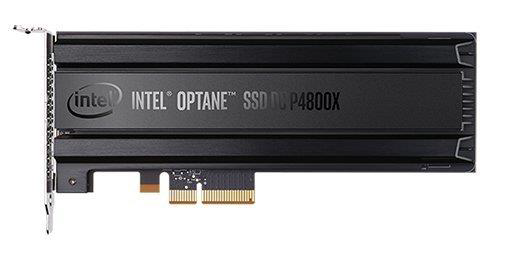 intel
INTEL® OPTANE™ SSD DC P4800X